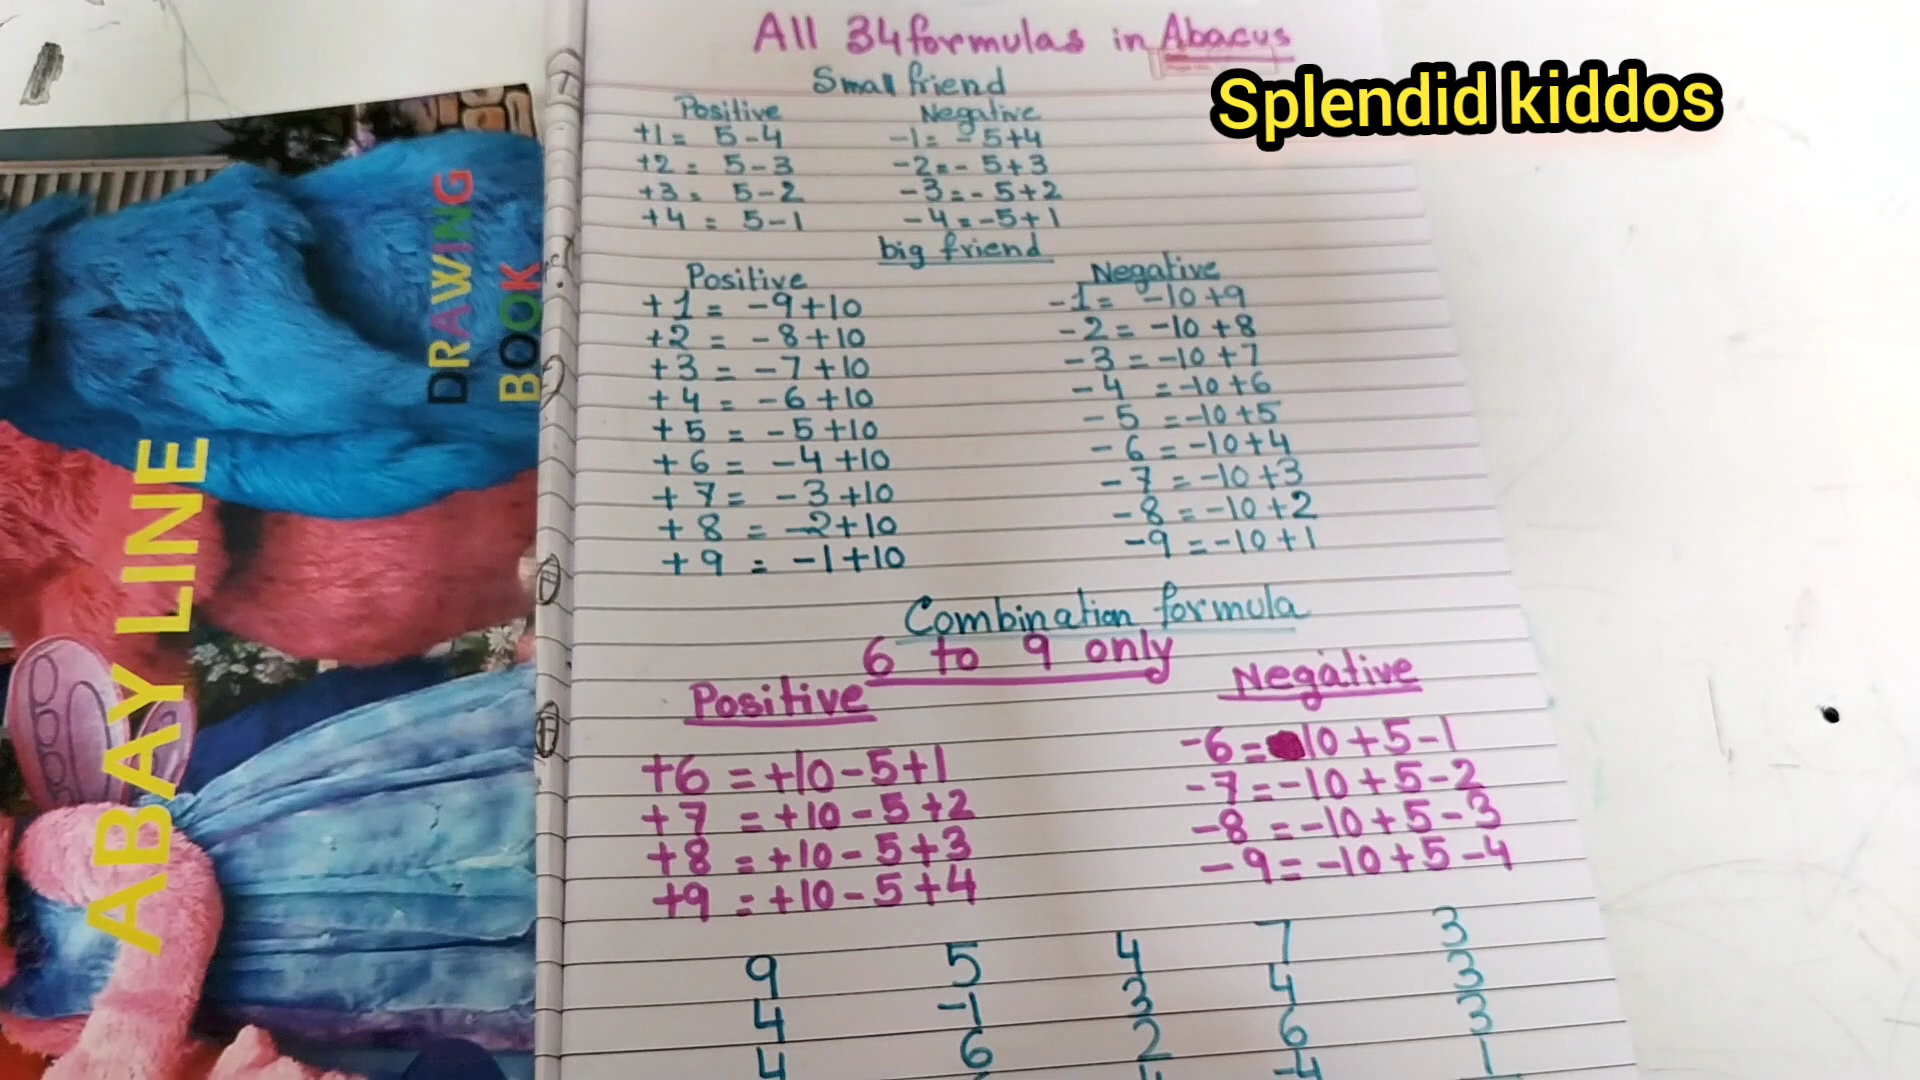 All 34 formulas in Abacus
Splendid kiddos
Small friend
Positive Negative
+1 = 5-4 -1 = -5+4
+2 = 5-3 -2 = -5+3
+3 = 5-2 -3 = -5+2
+4 = 5-1 -4 = -5+1
big friend
Positive Negative
+1 = -9+10 -1 = -10+9
+2 = -8+10 -2 = -10+8
+3 = -7+10 -3 = -10+7
+4 = -6+10 -4 = -10+6
+5 = -5+10 -5 = -10+5
+6 = -4+10 -6 = -10+4
+7 = -3+10 -7 = -10+3
+8 = -2+10 -8 = -10+2
+9 = -1+10 -9 = -10+1
Combination formula
6 to 9 only
Positive Negative
+6 = +10-5+1 -6 = 10+5-1
+7 = +10-5+2 -7 = -10+5-2
+8 = +10-5+3 -8 = -10+5-3
+9 = +10-5+4 -9 = -10+5-4
9 5 4 7 3
4 -1 3 4 3
4 6 2 6 3
-4 1
DRAWING
BOOK
ABAY LINE